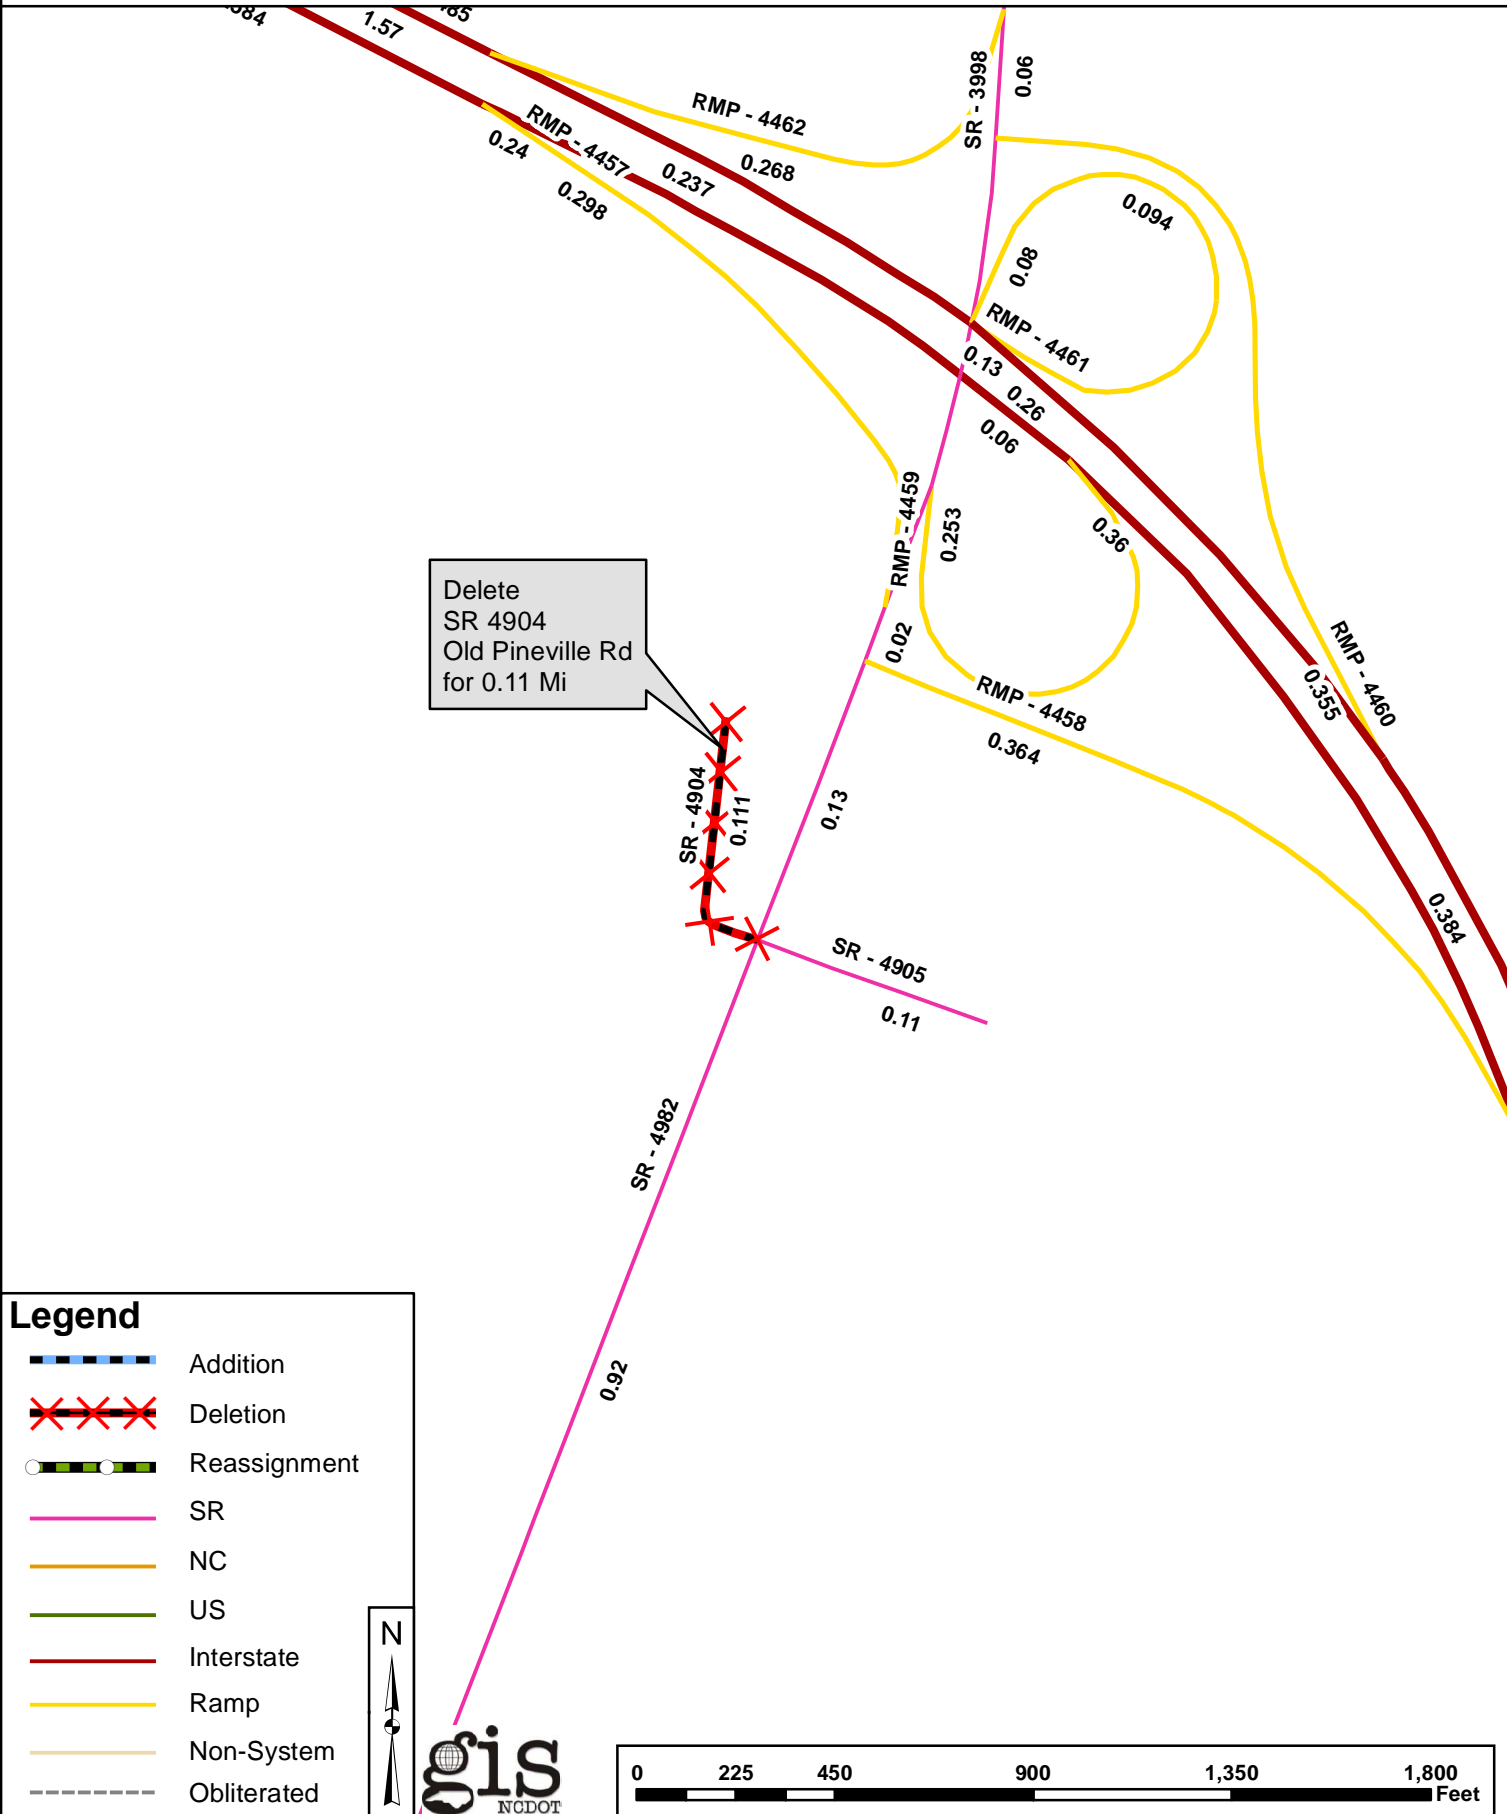 1.57
RMP - 4462
SR - 3998
0.06
RMP - 4457
0.24
0.298
0.237
0.268
0.094
0.08
RMP - 4461
0.13
0.26
0.06
RMP - 4459
0.253
0.36
0.02
RMP - 4458
0.364
RMP - 4460
0.355
0.384
Delete
SR 4904
Old Pineville Rd
for 0.11 Mi
SR - 4904
0.111
0.13
SR - 4905
0.11
SR - 4982
0.92
Legend
Addition
Deletion
Reassignment
SR
NC
US
Interstate
Ramp
Non-System
Obliterated
N
gis
NCDOT
0 225 450 900 1,350 1,800
Feet